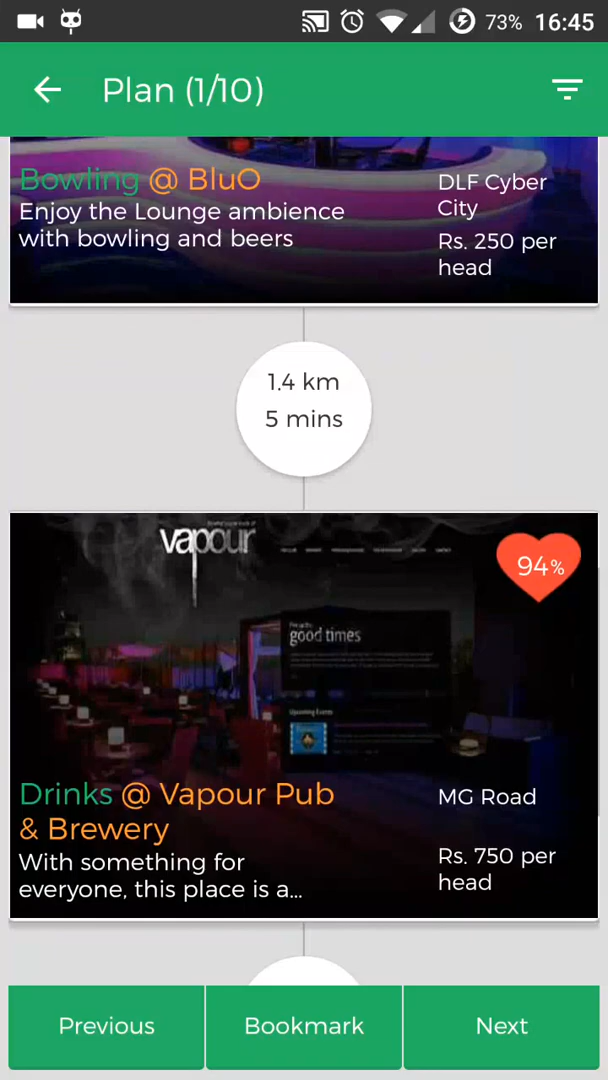 73% 16:45
Plan (1/10)
Bowling @ BluO
Enjoy the Lounge ambience
with bowling and beers
DLF Cyber
City
Rs. 250 per
head
1.4 km
5 mins
vapour
good times
Upcoming Events
94%
Drinks @ Vapour Pub
& Brewery
With something for
everyone, this place is a...
MG Road
Rs. 750 per
head
Previous
Bookmark
Next